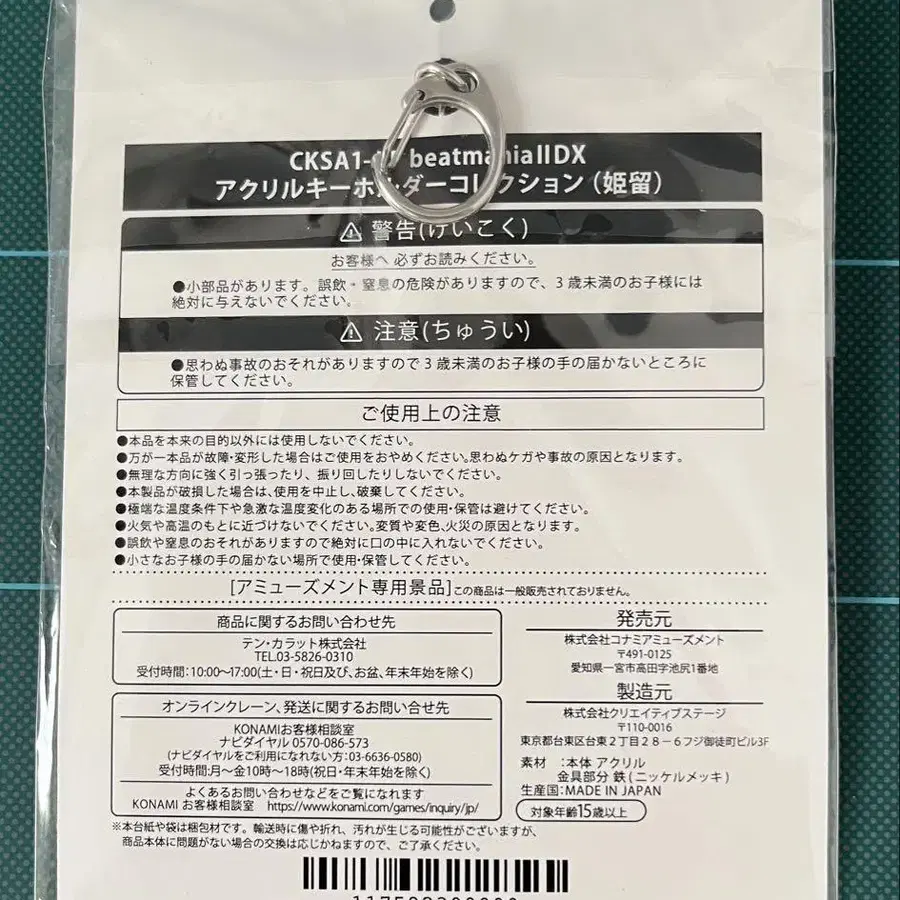 CKSA1- beatmania IIDX
アクリルキーホルダーコレクション（姫留）
⚠ 警告(けいこく)
お客様へ 必ずお読みください。
●小部品があります。誤飲・窒息の危険がありますので、3歳未満のお子様には
絶対に与えないでください。
⚠ 注意(ちゅうい)
●思わぬ事故のおそれがありますので3歳未満のお子様の手の届かないところに
保管してください。
ご使用上の注意
●本品を本来の目的以外には使用しないでください。
●万が一本品が故障・変形した場合はご使用をおやめください。思わぬケガや事故の原因となります。
●無理な方向に強く引っ張ったり、振り回したりしないでください。
●本製品が破損した場合は、使用を中止し、破棄してください。
●極端な温度条件下や急激な温度変化のある場所での使用・保管は避けてください。
●火気や高温のもとに近づけないでください。変質や変色、火災の原因となります。
●誤飲や窒息のおそれがありますので絶対に口の中に入れないでください。
●小さなお子様の手の届かない場所で使用・保管してください。
[アミューズメント専用景品]この商品は一般販売されておりません。
商品に関するお問い合わせ先
テン・カラット株式会社
TEL.03-5826-0310
受付時間：10:00〜17:00(土・日・祝日及び、お盆、年末年始を除く)
オンラインクレーン、発送に関するお問い合せ先
KONAMIお客様相談室
ナビダイヤル 0570-086-573
(ナビダイヤルをご利用になれない方：03-6636-0580)
受付時間：月〜金10時〜18時(祝日・年末年始を除く)
よくあるお問い合わせなどをご覧になれます
KONAMI お客様相談室 https://www.konami.com/games/inquiry/jp/
発売元
株式会社コナミアミューズメント
〒491-0125
愛知県一宮市高田字池尻1番地
製造元
株式会社クリエイティブステージ
〒110-0016
東京都台東区台東2丁目28-6フジ御徒町ビル3F
素材 ：本体 アクリル
金具部分 鉄(ニッケルメッキ)
生産国：MADE IN JAPAN
対象年齢15歳以上
※本台紙や袋は梱包材です。輸送時に傷や折れ、汚れが生じる可能性がございますが、
商品本体に問題がない場合の交換は応じかねますので、ご了承ください。